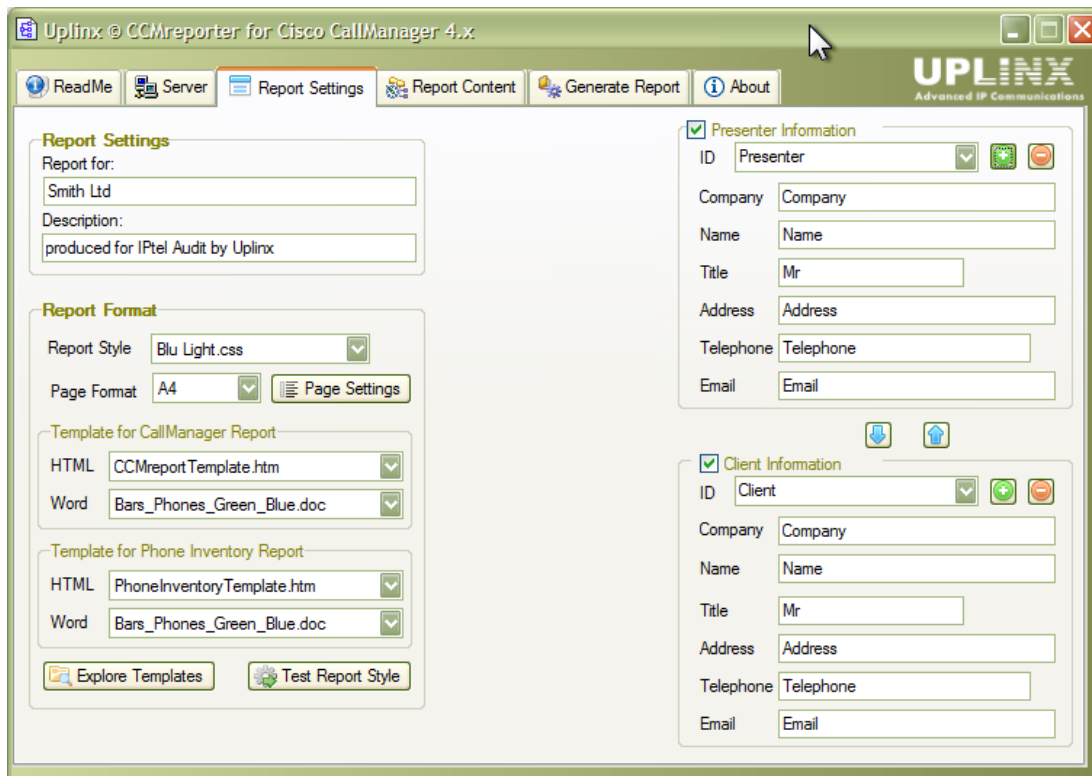 Uplinx © CCMreporter for Cisco CallManager 4.x
ReadMe
Server
Report Settings
Report Content
Generate Report
About
UPLINX
Advanced IP Communications
Report Settings
Report for:
Smith Ltd
Description:
produced for IPtel Audit by Uplinx
Report Format
Report Style
Blu Light.css
Page Format
A4
Page Settings
Template for CallManager Report
HTML
CCMreportTemplate.htm
Word
Bars_Phones_Green_Blue.doc
Template for Phone Inventory Report
HTML
PhoneInventoryTemplate.htm
Word
Bars_Phones_Green_Blue.doc
Explore Templates
Test Report Style
Presenter Information
ID
Presenter
Company
Company
Name
Name
Title
Mr
Address
Address
Telephone
Telephone
Email
Email
Client Information
ID
Client
Company
Company
Name
Name
Title
Mr
Address
Address
Telephone
Telephone
Email
Email